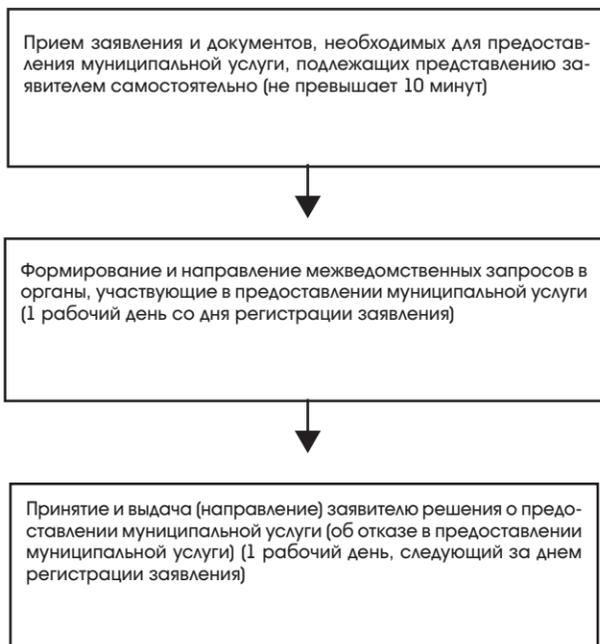 Прием заявления и документов, необходимых для предостав-
ления муниципальной услуги, подлежащих представлению за-
явителем самостоятельно (не превышает 10 минут)
Формирование и направление межведомственных запросов в
органы, участвующие в предоставлении муниципальной услуги
(1 рабочий день со дня регистрации заявления)
Принятие и выдача (направление) заявителю решения о предо-
ставлении муниципальной услуги (об отказе в предоставлении
муниципальной услуги) (1 рабочий день, следующий за днем
регистрации заявления)